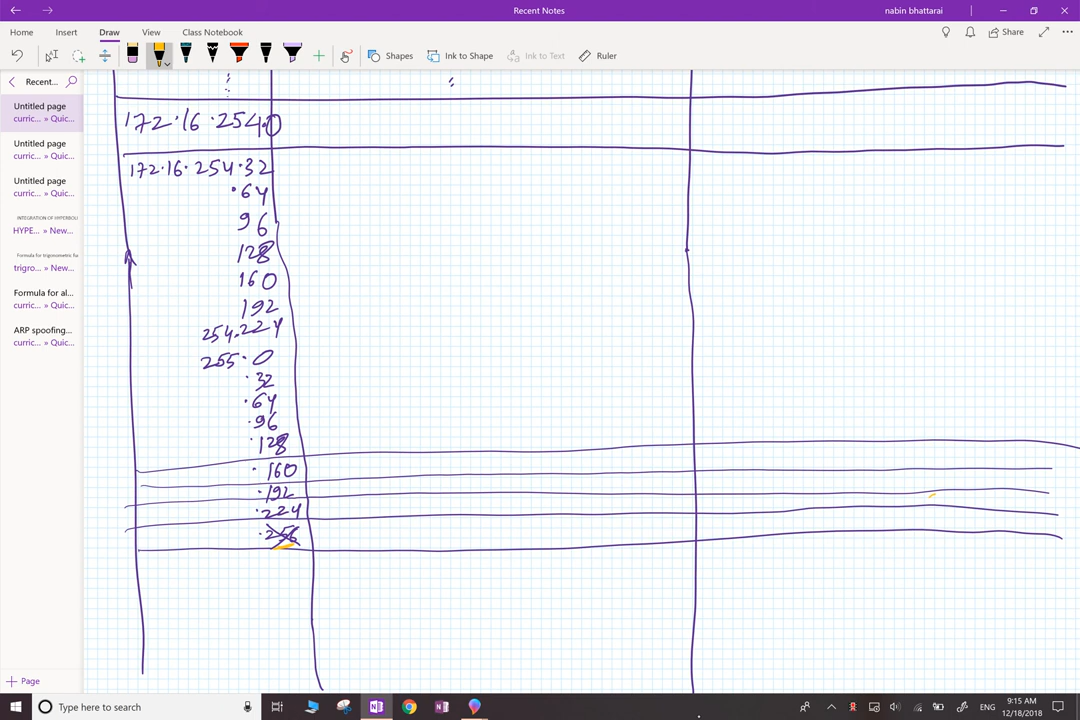 Recent Notes
nabin bhattarai
Home Insert Draw View Class Notebook
Share
Shapes Ink to Shape Ink to Text Ruler
Recent...
Untitled page
curric... » Quic...
Untitled page
curric... » Quic...
Untitled page
curric... » Quic...
INTEGRATION OF HYPERBOLI
HYPE... » New...
Formula for trigonometric fu
trigro... » New...
Formula for al...
curric... » Quic...
ARP spoofing...
curric... » Quic...
Page
172.16.254.0
172.16.254.32
.64
96
128
160
192
254.224
255.0
.32
.64
.96
.128
.160
.192
.224
.256
Type here to search
ENG
9:15 AM
12/18/2018